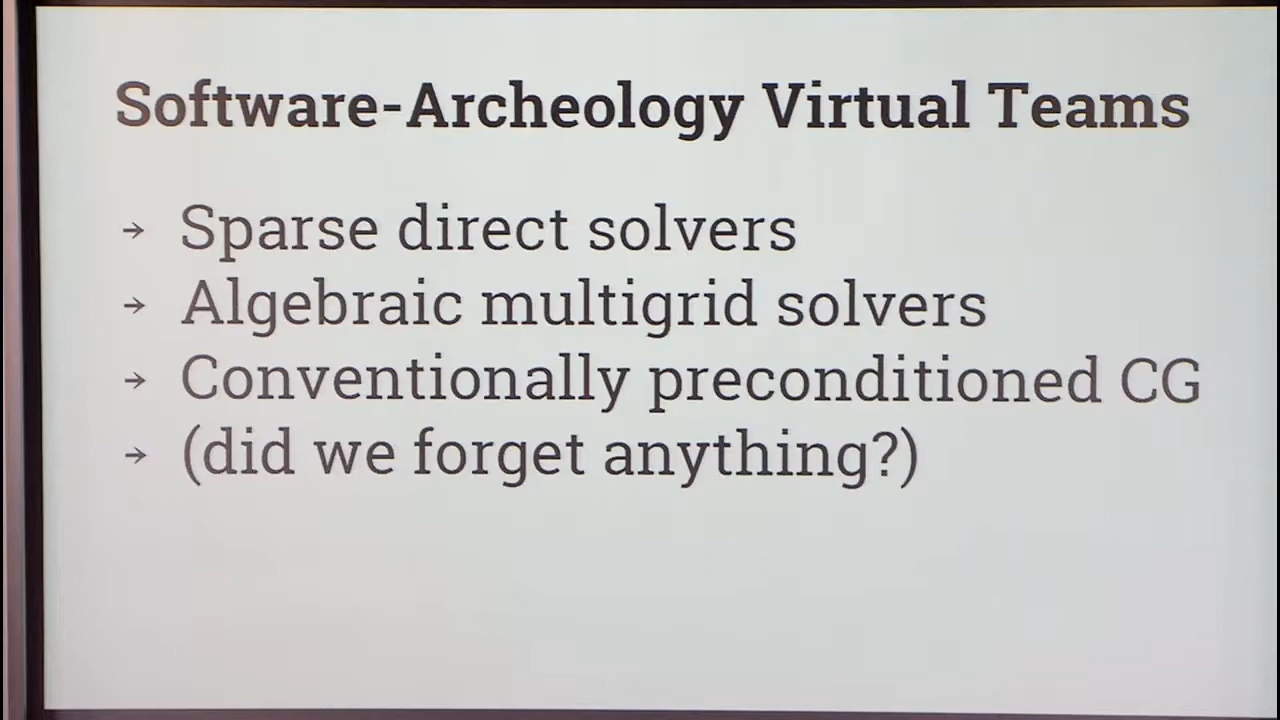 Software-Archeology Virtual Teams
→ Sparse direct solvers
→ Algebraic multigrid solvers
→ Conventionally preconditioned CG
→ (did we forget anything?)